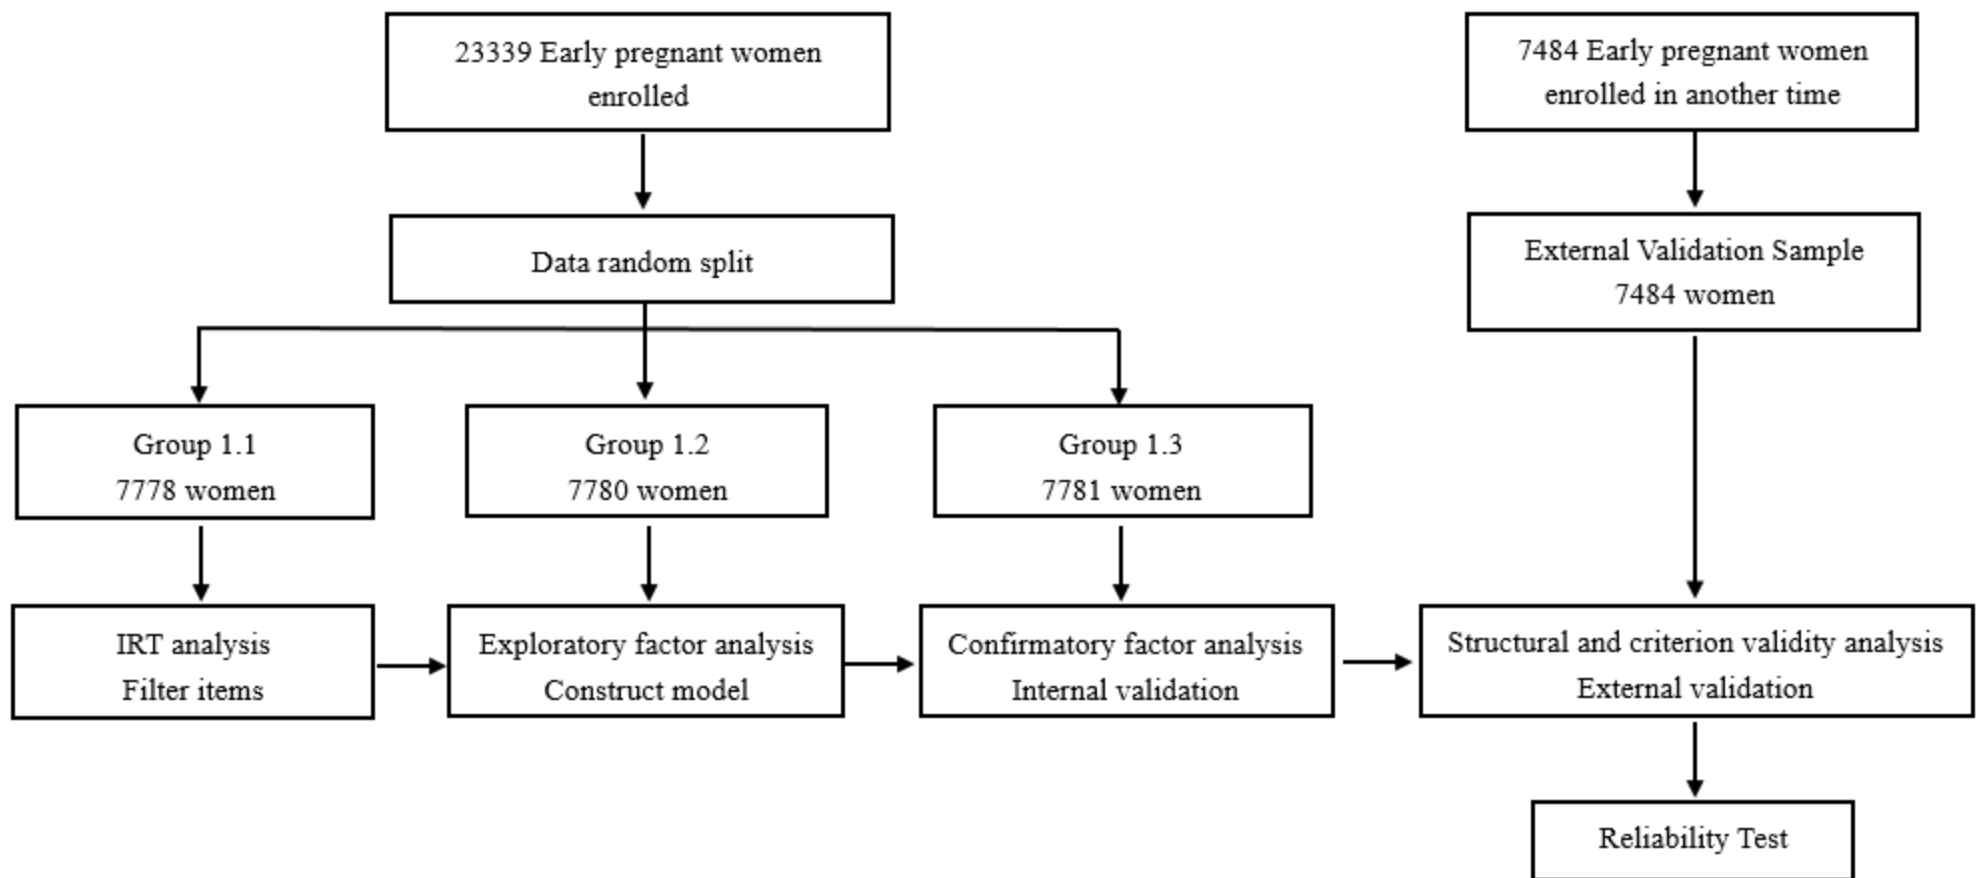 23339 Early pregnant women
enrolled
7484 Early pregnant women
enrolled in another time
Data random split
External Validation Sample
7484 women
Group 1.1
7778 women
Group 1.2
7780 women
Group 1.3
7781 women
IRT analysis
Filter items
Exploratory factor analysis
Construct model
Confirmatory factor analysis
Internal validation
Structural and criterion validity analysis
External validation
Reliability Test